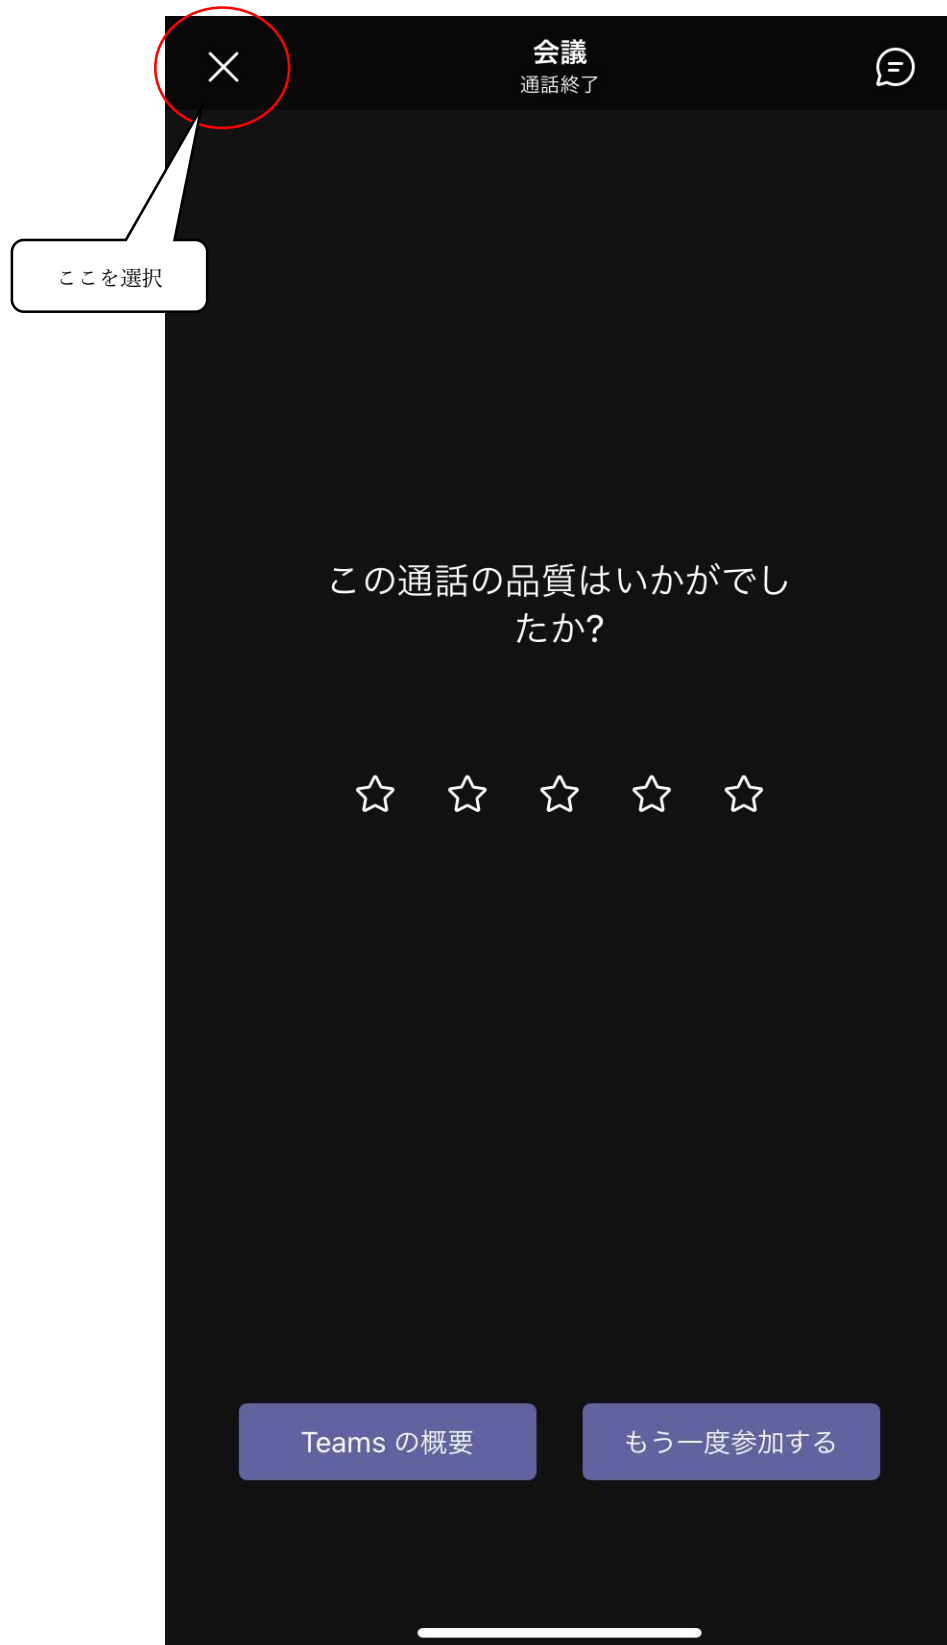 会議
通話終了
ここを選択
この通話の品質はいかがでし
たか?
Teams の概要
もう一度参加する